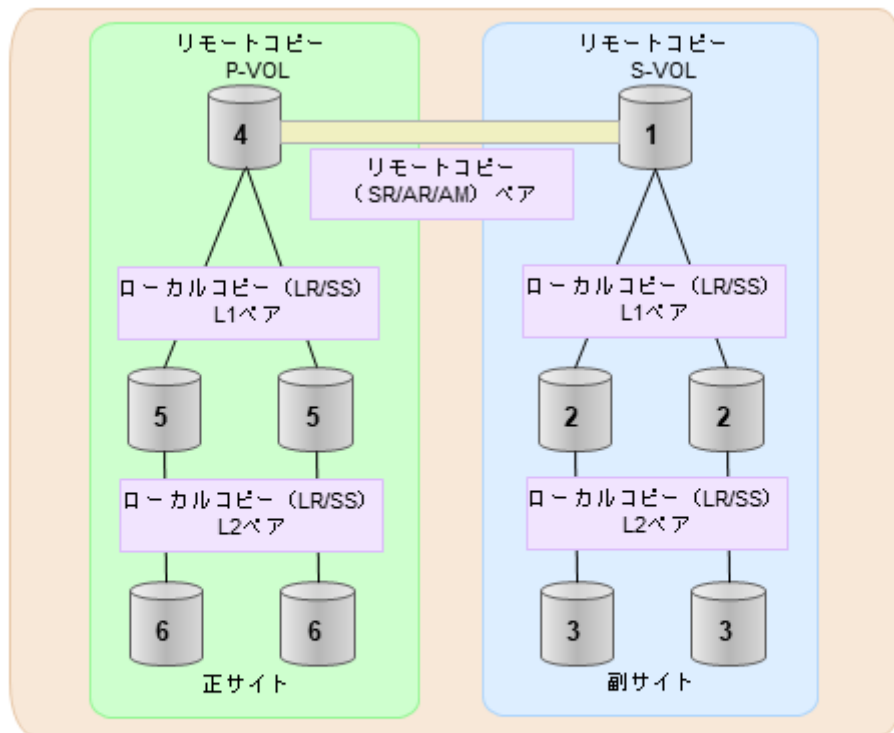 リモートコピー
P-VOL
4
リモートコピー
S-VOL
1
リモートコピー
(SR/AR/AM) ペア
ローカルコピー (LR/SS)
L1ペア
ローカルコピー (LR/SS)
L1ペア
5
5
2
2
ローカルコピー (LR/SS)
L2ペア
ローカルコピー (LR/SS)
L2ペア
6
6
3
3
正サイト
副サイト